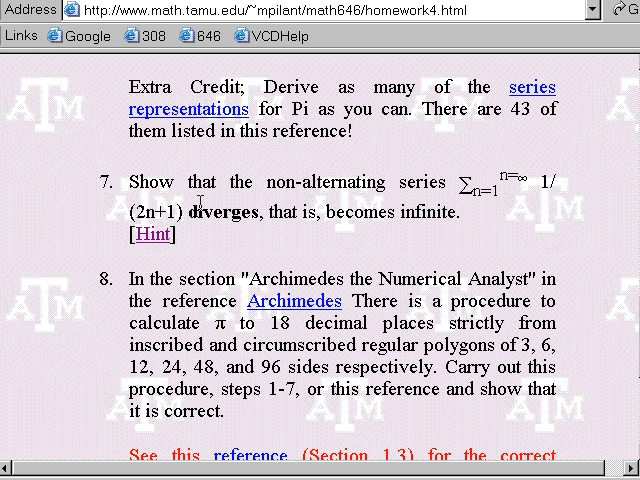 Address http://www.math.tamu.edu/~mpilant/math646/homework4.html G
Links Google 308 646 VCDHelp
Extra Credit; Derive as many of the series
representations for Pi as you can. There are 43 of
them listed in this reference!
7. Show that the non-alternating series ∑n=1 n=∞ 1/
(2n+1) diverges, that is, becomes infinite.
[Hint]
8. In the section "Archimedes the Numerical Analyst" in
the reference Archimedes There is a procedure to
calculate π to 18 decimal places strictly from
inscribed and circumscribed regular polygons of 3, 6,
12, 24, 48, and 96 sides respectively. Carry out this
procedure, steps 1-7, or this reference and show that
it is correct.
See this reference (Section 1.3) for the correct